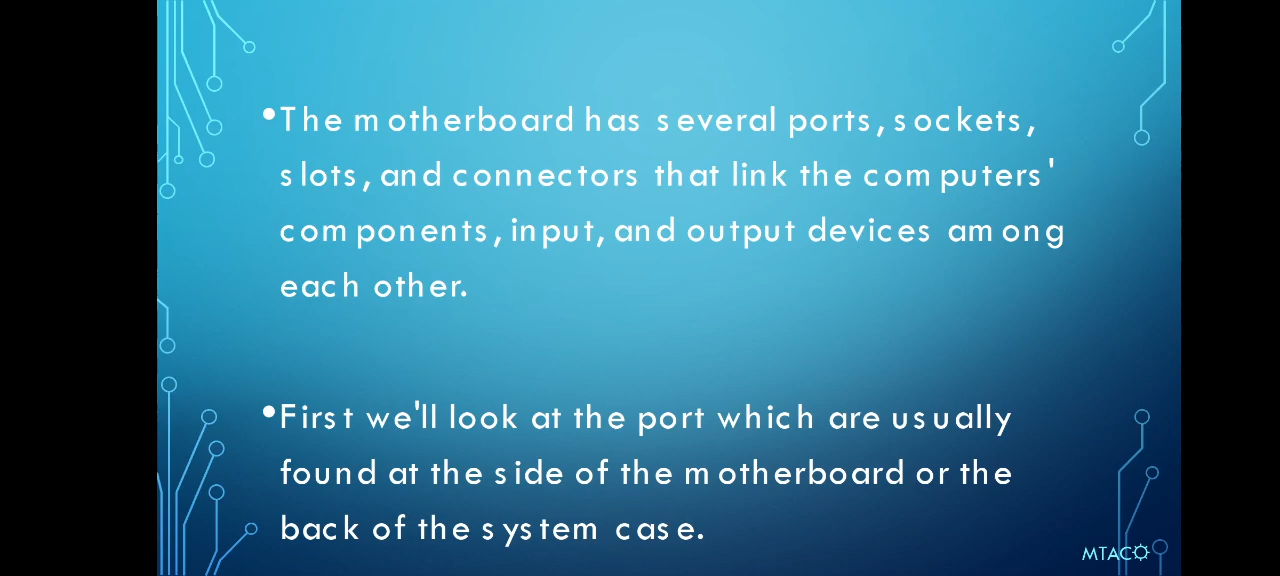 •The motherboard has several ports, sockets,
slots, and connectors that link the computers'
components, input, and output devices among
each other.
•First we'll look at the port which are usually
found at the side of the motherboard or the
back of the system case.
MTAC